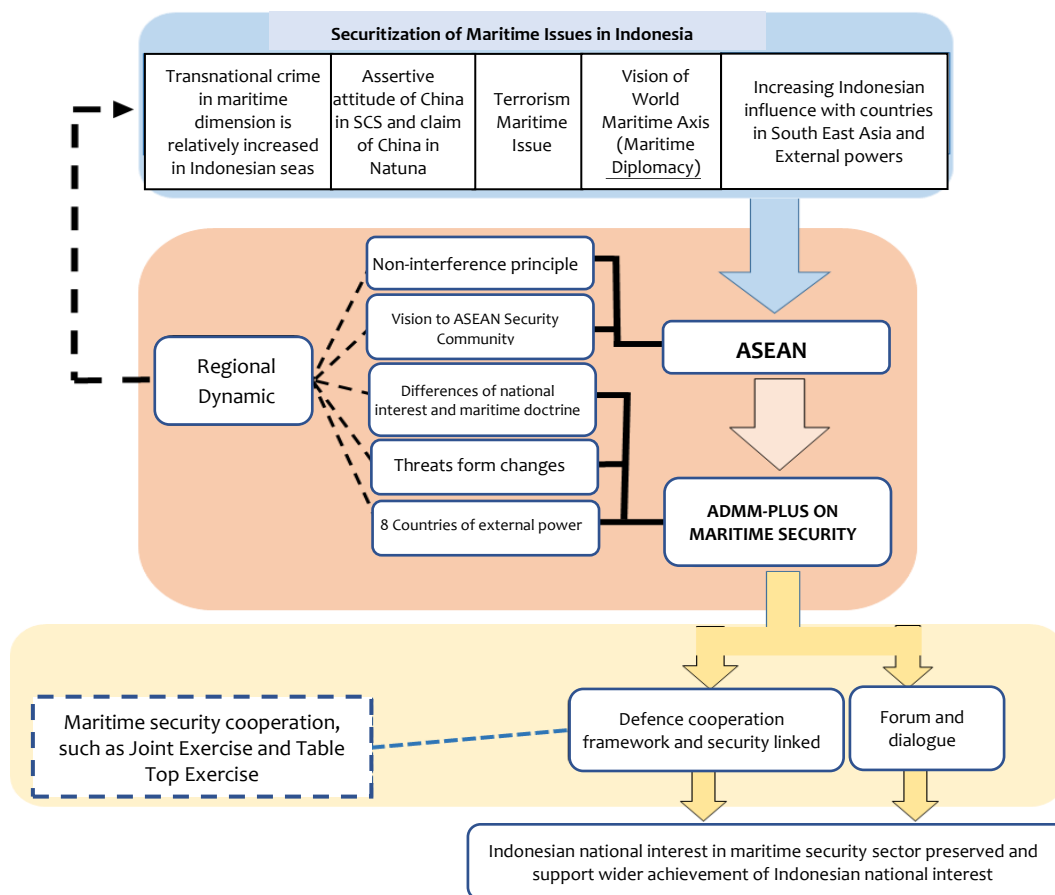 Securitization of Maritime Issues in Indonesia
Transnational crime
in maritime
dimension is
relatively increased
in Indonesian seas
Assertive
attitude of China
in SCS and claim
of China in
Natuna
Terrorism
Maritime
Issue
Vision of
World
Maritime Axis
(Maritime
Diplomacy)
Increasing Indonesian
influence with countries
in South East Asia and
External powers
Non-interference principle
Vision to ASEAN Security
Community
Regional
Dynamic
ASEAN
Differences of national
interest and maritime doctrine
Threats form changes
8 Countries of external power
ADMM-PLUS ON
MARITIME SECURITY
Maritime security cooperation,
such as Joint Exercise and Table
Top Exercise
Defence cooperation
framework and security linked
Forum and
dialogue
Indonesian national interest in maritime security sector preserved and
support wider achievement of Indonesian national interest